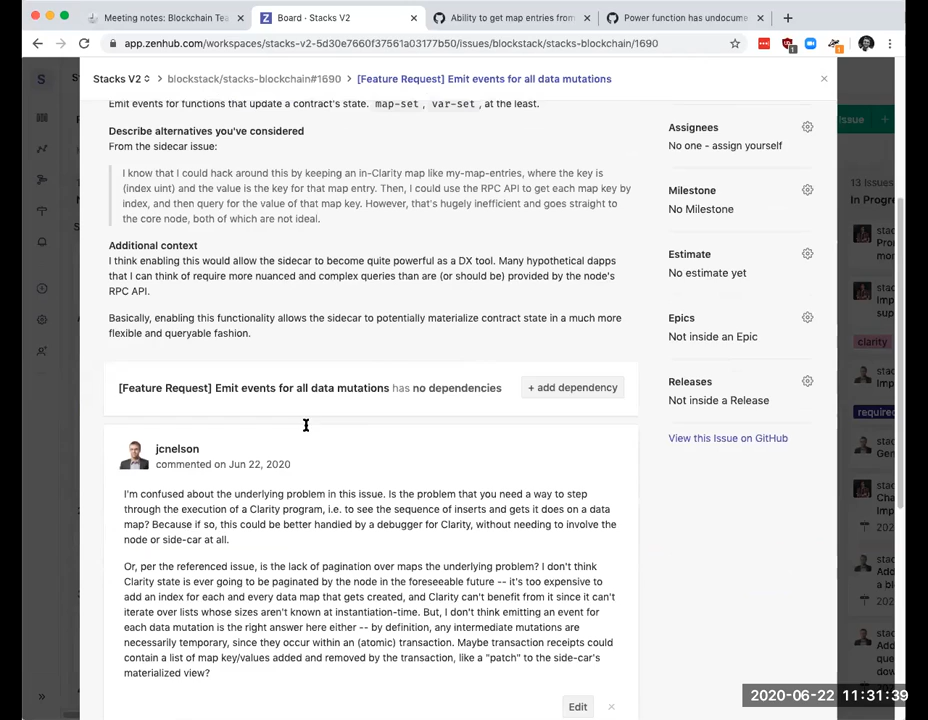 Meeting notes: Blockchain Tea
Board · Stacks V2
Ability to get map entries from
Power function has undocume
app.zenhub.com/workspaces/stacks-v2-5d30e7660f37561a03177b50/issues/blockstack/stacks-blockchain/1690
Stacks V2
blockstack/stacks-blockchain#1690
[Feature Request] Emit events for all data mutations
Emit events for functions that update a contract's state. map-set, var-set, at the least.
Describe alternatives you've considered
From the sidecar issue:
I know that I could hack around this by keeping an in-Clarity map like my-map-entries, where the key is
(index uint) and the value is the key for that map entry. Then, I could use the RPC API to get each map key by
index, and then query for the value of that map key. However, that's hugely inefficient and goes straight to
the core node, both of which are not ideal.
Additional context
I think enabling this would allow the sidecar to become quite powerful as a DX tool. Many hypothetical dapps
that I can think of require more nuanced and complex queries than are (or should be) provided by the node's
RPC API.
Basically, enabling this functionality allows the sidecar to potentially materialize contract state in a much more
flexible and queryable fashion.
[Feature Request] Emit events for all data mutations has no dependencies
+ add dependency
jcnelson
commented on Jun 22, 2020
I'm confused about the underlying problem in this issue. Is the problem that you need a way to step
through the execution of a Clarity program, i.e. to see the sequence of inserts and gets it does on a data
map? Because if so, this could be better handled by a debugger for Clarity, without needing to involve the
node or side-car at all.
Or, per the referenced issue, is the lack of pagination over maps the underlying problem? I don't think
Clarity state is ever going to be paginated by the node in the foreseeable future -- it's too expensive to
add an index for each and every data map that gets created, and Clarity can't benefit from it since it can't
iterate over lists whose sizes aren't known at instantiation-time. But, I don't think emitting an event for
each data mutation is the right answer here either -- by definition, any intermediate mutations are
necessarily temporary, since they occur within an (atomic) transaction. Maybe transaction receipts could
contain a list of map key/values added and removed by the transaction, like a "patch" to the side-car's
materialized view?
Edit
Assignees
No one - assign yourself
Milestone
No Milestone
Estimate
No estimate yet
Epics
Not inside an Epic
Releases
Not inside a Release
View this Issue on GitHub
13 Issues
In Progre
clarity
require
2020-06-22 11:31:39